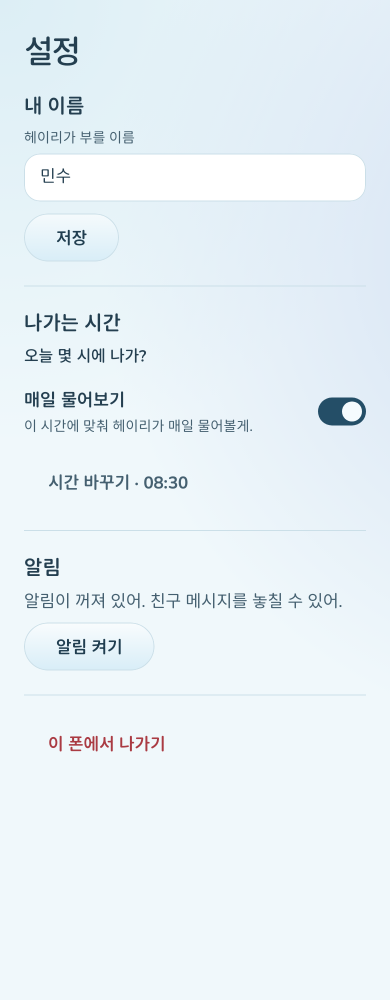 설정
내 이름
헤이리가 부를 이름
민수
저장
나가는 시간
오늘 몇 시에 나가?
매일 물어보기
이 시간에 맞춰 헤이리가 매일 물어볼게.
시간 바꾸기 · 08:30
알림
알림이 꺼져 있어. 친구 메시지를 놓칠 수 있어.
알림 켜기
이 폰에서 나가기